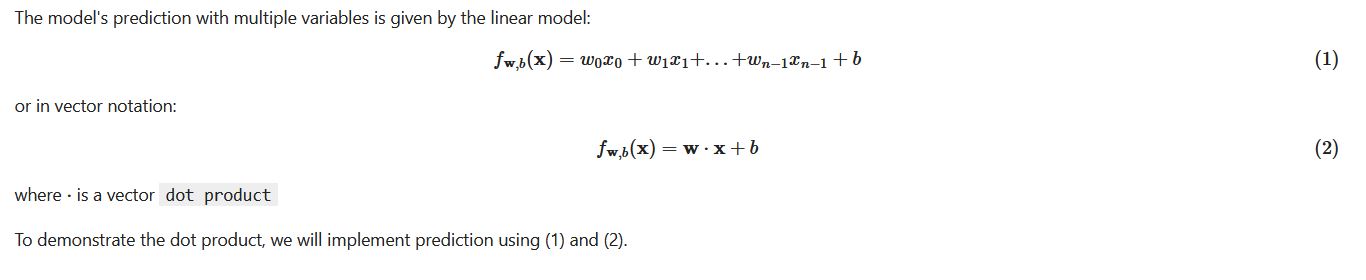 The model's prediction with multiple variables is given by the linear model:
f_{𝐰,b}(𝐱) = w_0x_0 + w_1x_1+...+w_{n−1}x_{n−1} + b (1)
or in vector notation:
f_{𝐰,b}(𝐱) = 𝐰 · 𝐱 + b (2)
where · is a vector dot product
To demonstrate the dot product, we will implement prediction using (1) and (2).